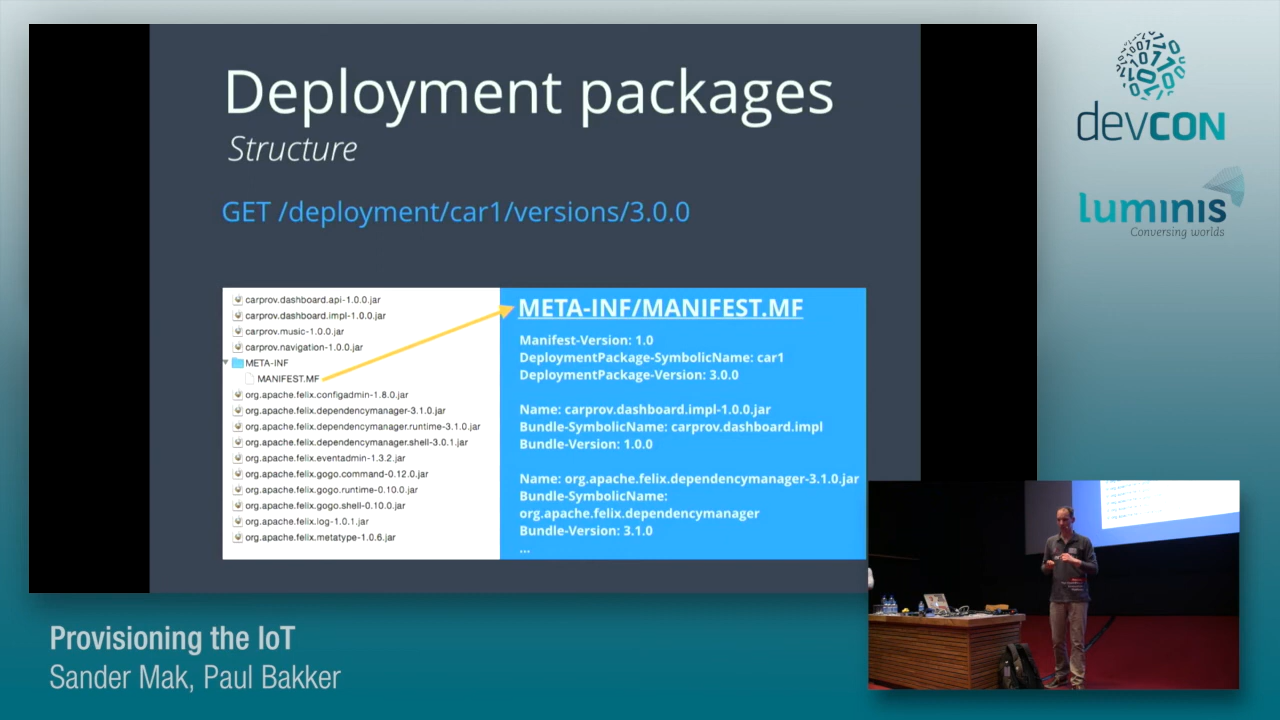 Deployment packages
Structure
GET /deployment/car1/versions/3.0.0
carprov.dashboard.api-1.0.0.jar
carprov.dashboard.impl-1.0.0.jar
carprov.music-1.0.0.jar
carprov.navigation-1.0.0.jar
META-INF
MANIFEST.MF
org.apache.felix.configadmin-1.8.0.jar
org.apache.felix.dependencymanager-3.1.0.jar
org.apache.felix.dependencymanager.runtime-3.1.0.jar
org.apache.felix.dependencymanager.shell-3.0.1.jar
org.apache.felix.eventadmin-1.3.2.jar
org.apache.felix.gogo.command-0.12.0.jar
org.apache.felix.gogo.runtime-0.10.0.jar
org.apache.felix.gogo.shell-0.10.0.jar
org.apache.felix.log-1.0.1.jar
org.apache.felix.metatype-1.0.6.jar
META-INF/MANIFEST.MF
Manifest-Version: 1.0
DeploymentPackage-SymbolicName: car1
DeploymentPackage-Version: 3.0.0
Name: carprov.dashboard.impl-1.0.0.jar
Bundle-SymbolicName: carprov.dashboard.impl
Bundle-Version: 1.0.0
Name: org.apache.felix.dependencymanager-3.1.0.jar
Bundle-SymbolicName:
org.apache.felix.dependencymanager
Bundle-Version: 3.1.0
...
devcon
luminis
Conversing worlds
Provisioning the IoT
Sander Mak, Paul Bakker